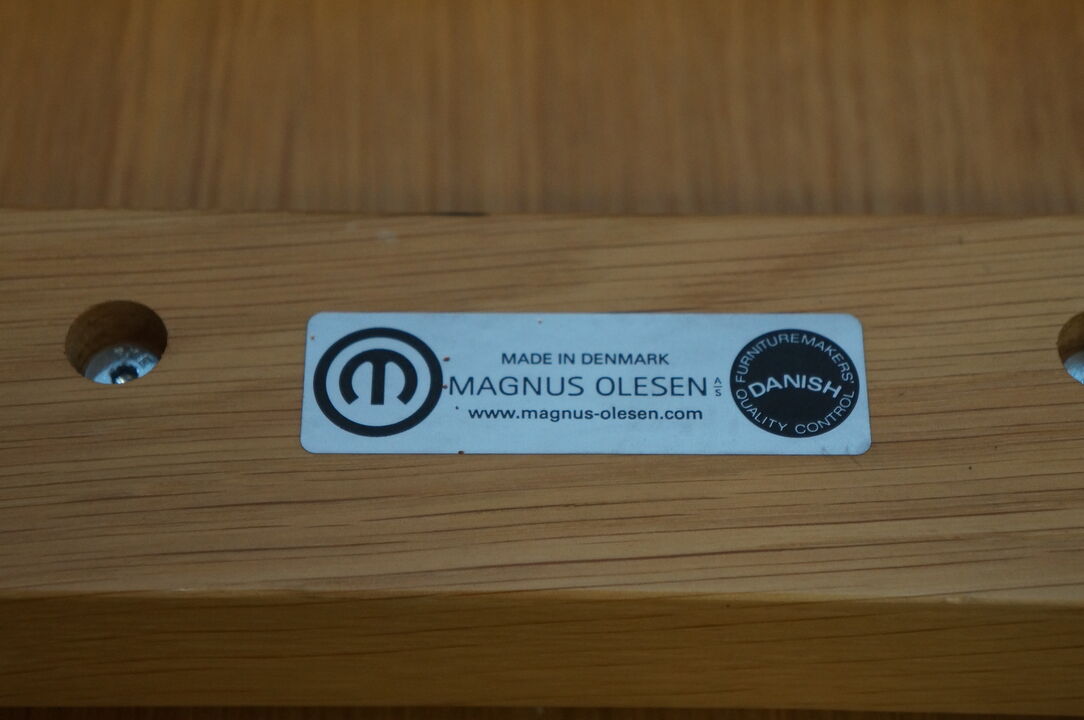 MADE IN DENMARK
MAGNUS OLESEN A/S
www.magnus-olesen.com
FURNITUREMAKERS'
DANISH
QUALITY CONTROL